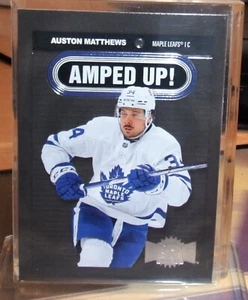 AUSTON MATTHEWS
MAPLE LEAFS® | C
AMPED UP!
34
34
TORONTO
MAPLE
LEAFS